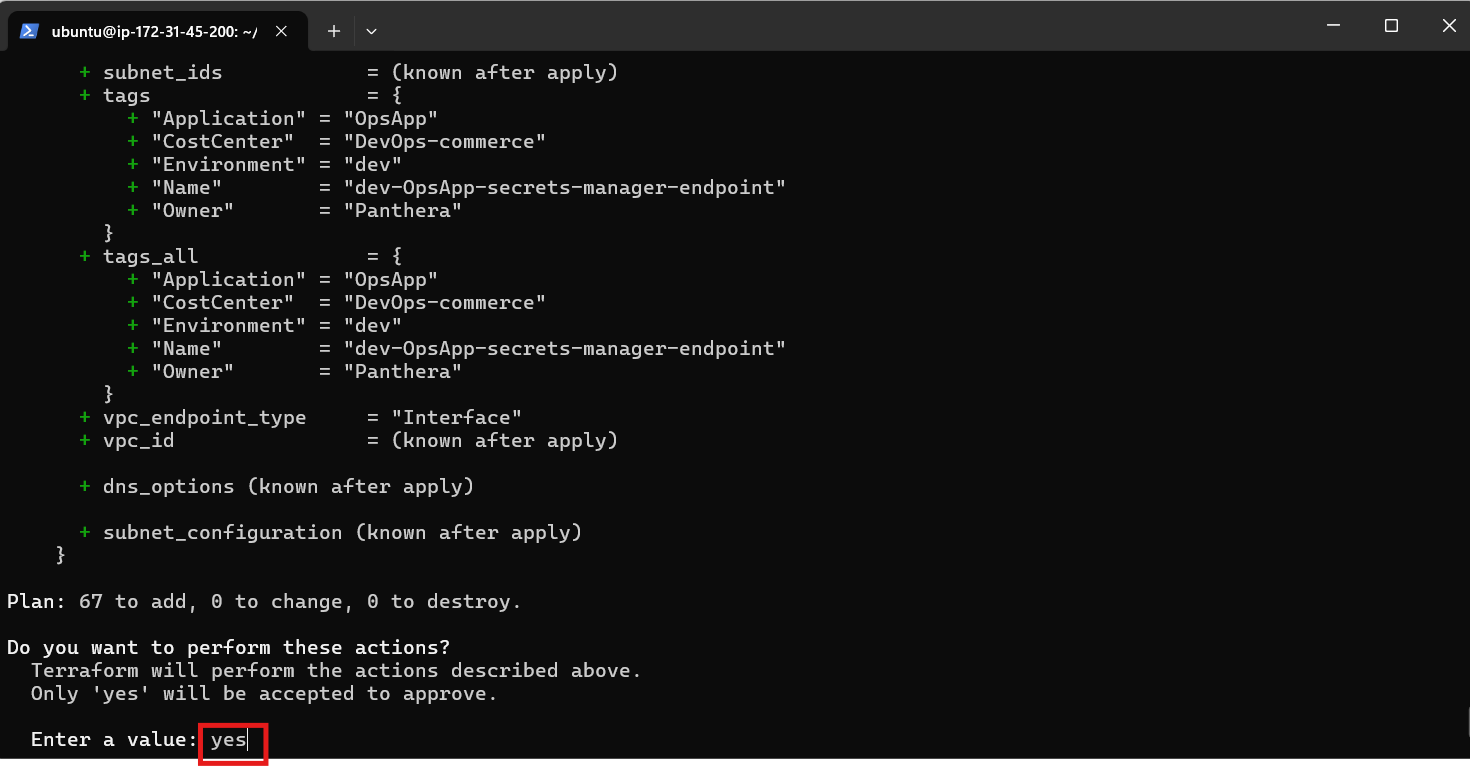 ubuntu@ip-172-31-45-200: ~/
+ subnet_ids = (known after apply)
+ tags = {
+ "Application" = "OpsApp"
+ "CostCenter" = "DevOps-commerce"
+ "Environment" = "dev"
+ "Name" = "dev-OpsApp-secrets-manager-endpoint"
+ "Owner" = "Panthera"
}
+ tags_all = {
+ "Application" = "OpsApp"
+ "CostCenter" = "DevOps-commerce"
+ "Environment" = "dev"
+ "Name" = "dev-OpsApp-secrets-manager-endpoint"
+ "Owner" = "Panthera"
}
+ vpc_endpoint_type = "Interface"
+ vpc_id = (known after apply)
+ dns_options (known after apply)
+ subnet_configuration (known after apply)
}
Plan: 67 to add, 0 to change, 0 to destroy.
Do you want to perform these actions?
Terraform will perform the actions described above.
Only 'yes' will be accepted to approve.
Enter a value: yes